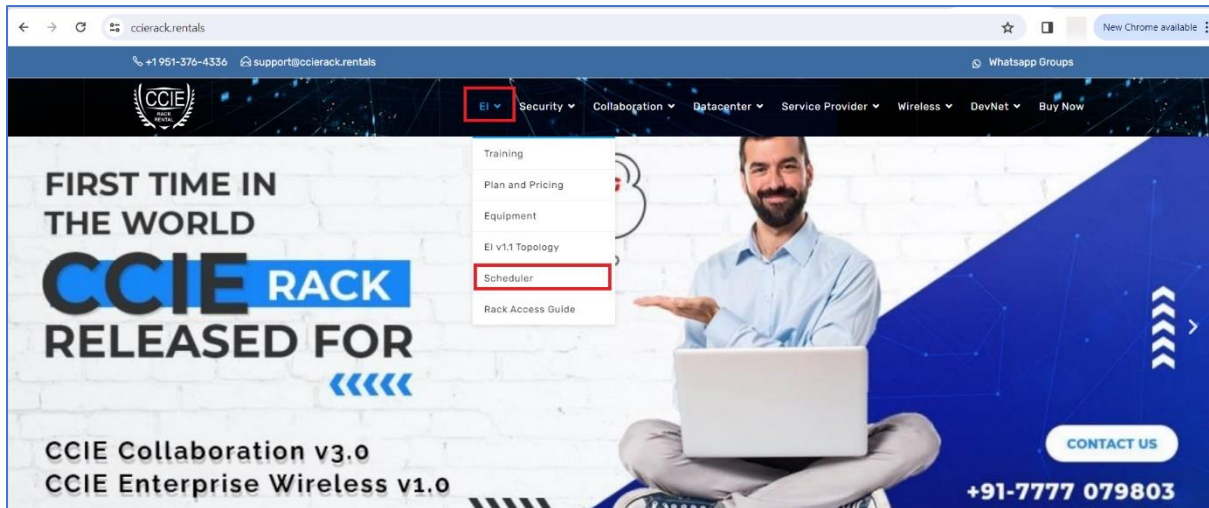 ccierack.rentals
New Chrome available
+1 951-376-4336 support@ccierack.rentals Whatsapp Groups
CCIE
RACK
RENTAL
EI Security Collaboration Datacenter Service Provider Wireless DevNet Buy Now
Training
Plan and Pricing
Equipment
EI v1.1 Topology
Scheduler
Rack Access Guide
FIRST TIME IN
THE WORLD
CCIE RACK
RELEASED FOR
CCIE Collaboration v3.0
CCIE Enterprise Wireless v1.0
CONTACT US
+91-7777 079803